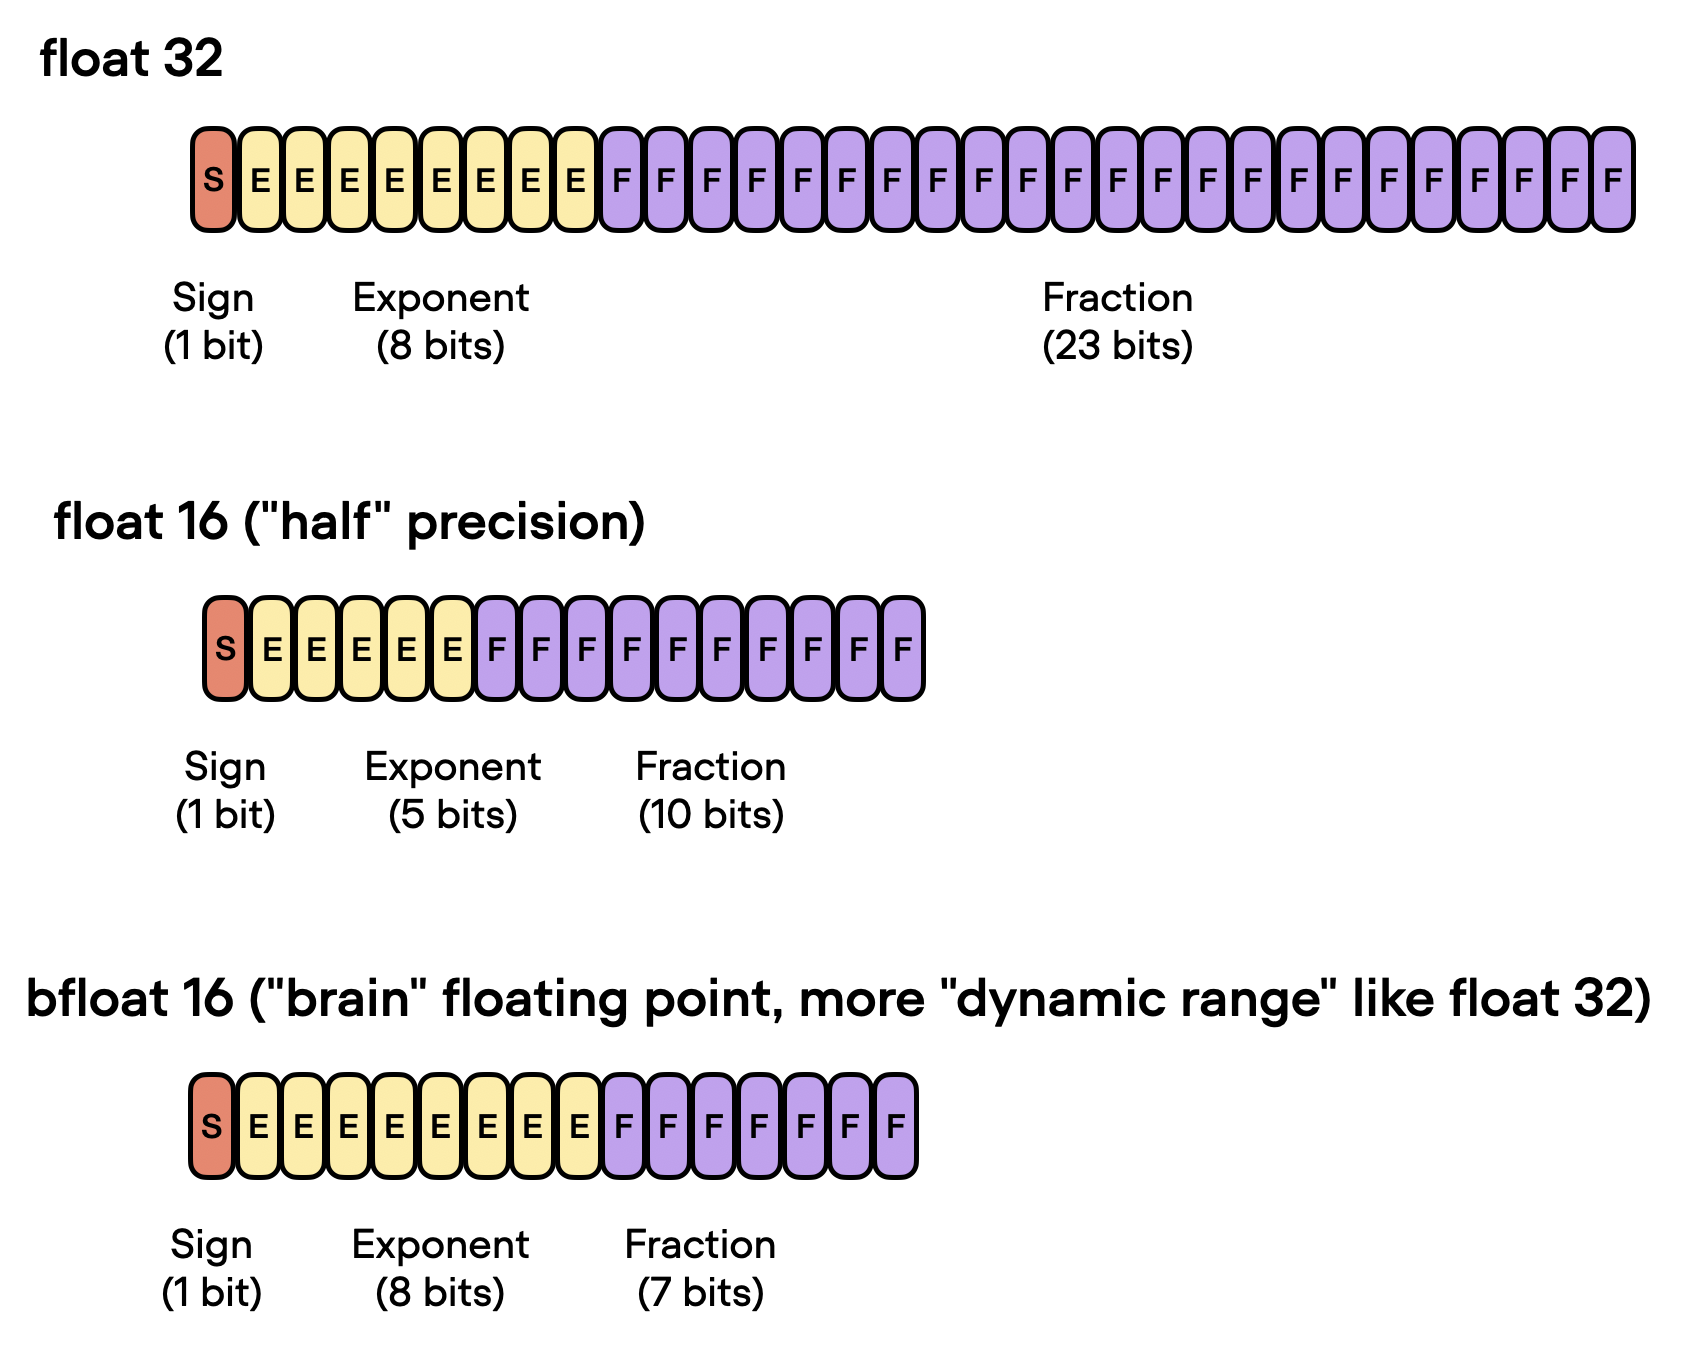 float 32
S E E E E E E E E F F F F F F F F F F F F F F F F F F F F F F F
Sign Exponent Fraction
(1 bit) (8 bits) (23 bits)
float 16 ("half" precision)
S E E E E E F F F F F F F F F F
Sign Exponent Fraction
(1 bit) (5 bits) (10 bits)
bfloat 16 ("brain" floating point, more "dynamic range" like float 32)
S E E E E E E E E F F F F F F F
Sign Exponent Fraction
(1 bit) (8 bits) (7 bits)